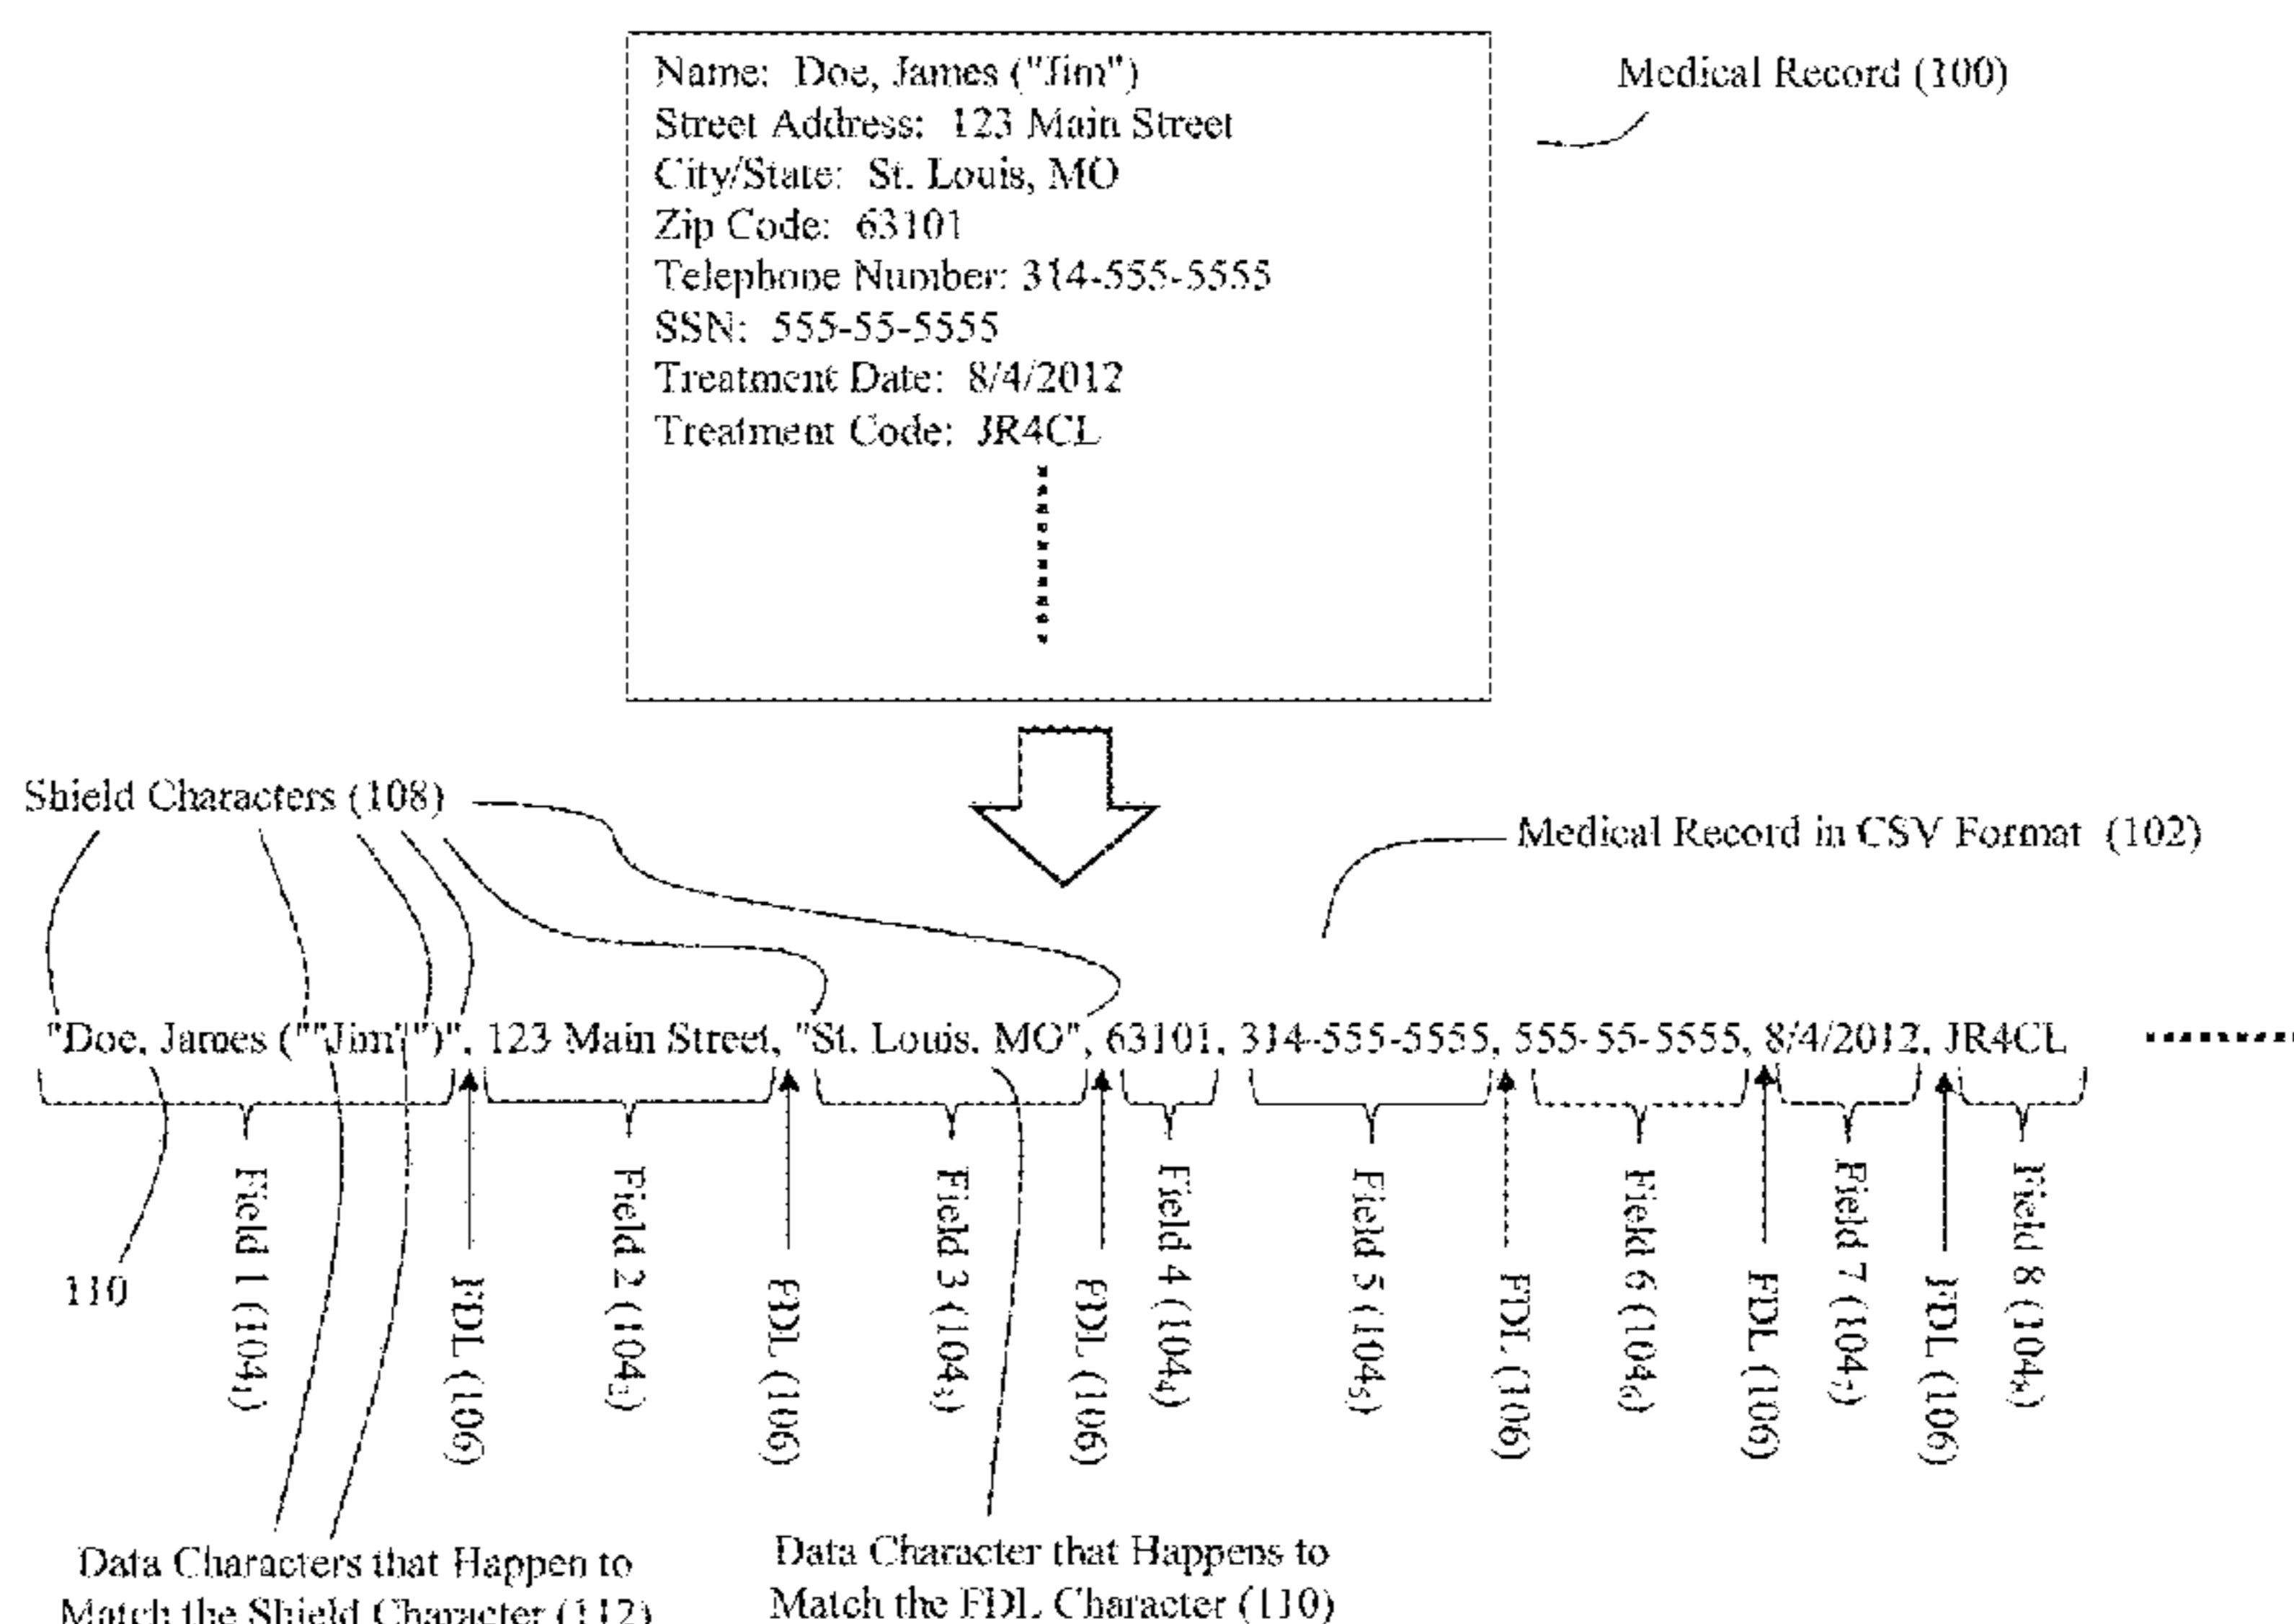 Name: Doe, James ("Jim")
Medical Record (100)
Street Address: 123 Main Street
City/State: St. Louis, MO
Zip Code: 63101
Telephone Number: 314-555-5555
SSN: 555-55-5555
Treatment Date: 8/4/2012
Treatment Code: JR4CL
Shield Characters (108)
Medical Record in CSV Format (102)
"Doe, James (""Jim"")", 123 Main Street, "St. Louis, MO", 63101, 314-555-5555, 555-55-5555, 8/4/2012, JR4CL
110
Field 1 (104₁)
FDL (106)
Field 2 (104₂)
FDL (106)
Field 3 (104₃)
FDL (106)
Field 4 (104₄)
Field 5 (104₅)
FDL (106)
Field 6 (104₆)
FDL (106)
Field 7 (104₇)
FDL (106)
Field 8 (104₈)
Data Characters that Happen to
Match the Shield Character (112)
Data Character that Happens to
Match the FDL Character (110)